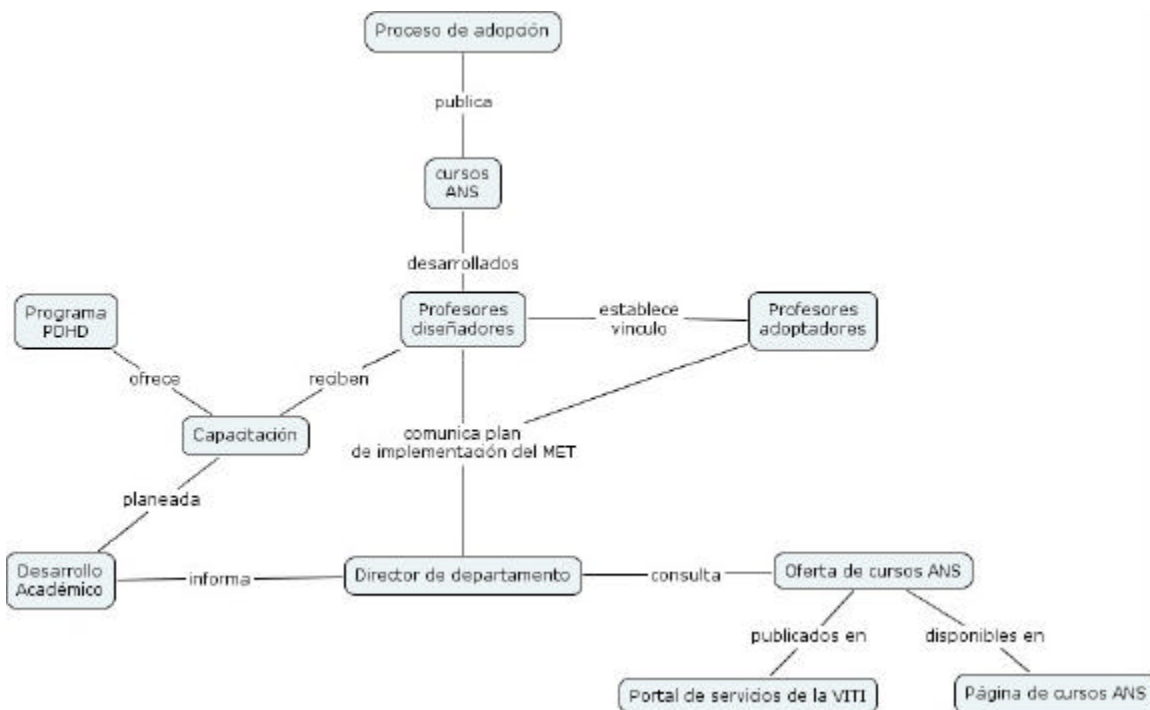 Proceso de adopción
publica
cursos
ANS
desarrollados
Programa
PDHD
Profesores
diseñadores
establece
vinculo
Profesores
adoptadores
ofrece
reciben
Capacitación
comunica plan
de implementación del MET
planeada
Desarrollo
Académico
informa
Director de departamento
consulta
Oferta de cursos ANS
publicados en
disponibles en
Portal de servicios de la VITI
Página de cursos ANS